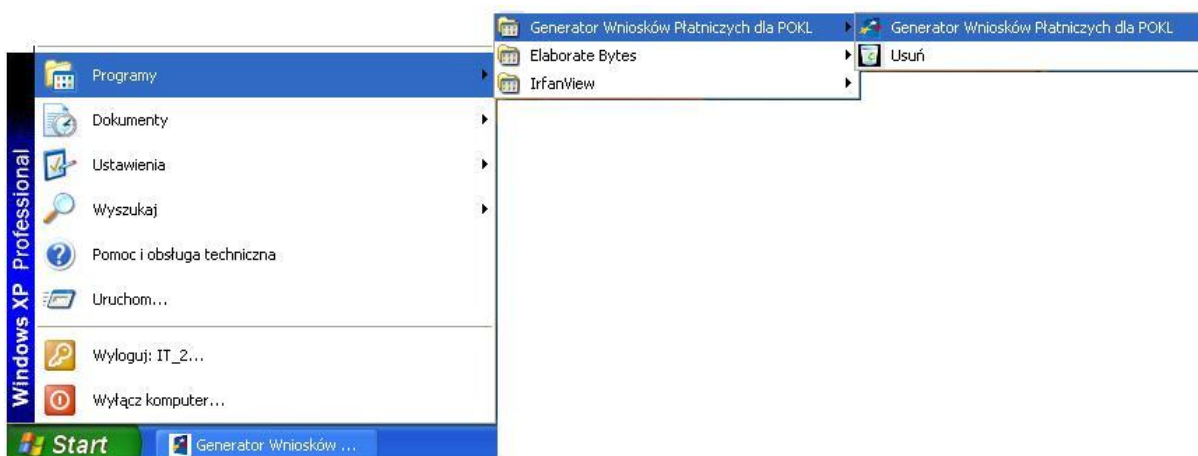 Generator Wniosków Płatniczych dla POKL
Elaborate Bytes
IrfanView
Generator Wniosków Płatniczych dla POKL
Usuń
Programy
Dokumenty
Ustawienia
Wyszukaj
Pomoc i obsługa techniczna
Uruchom...
Wyloguj: IT_2...
Wyłącz komputer...
Windows XP Professional
Start
Generator Wniosków ...